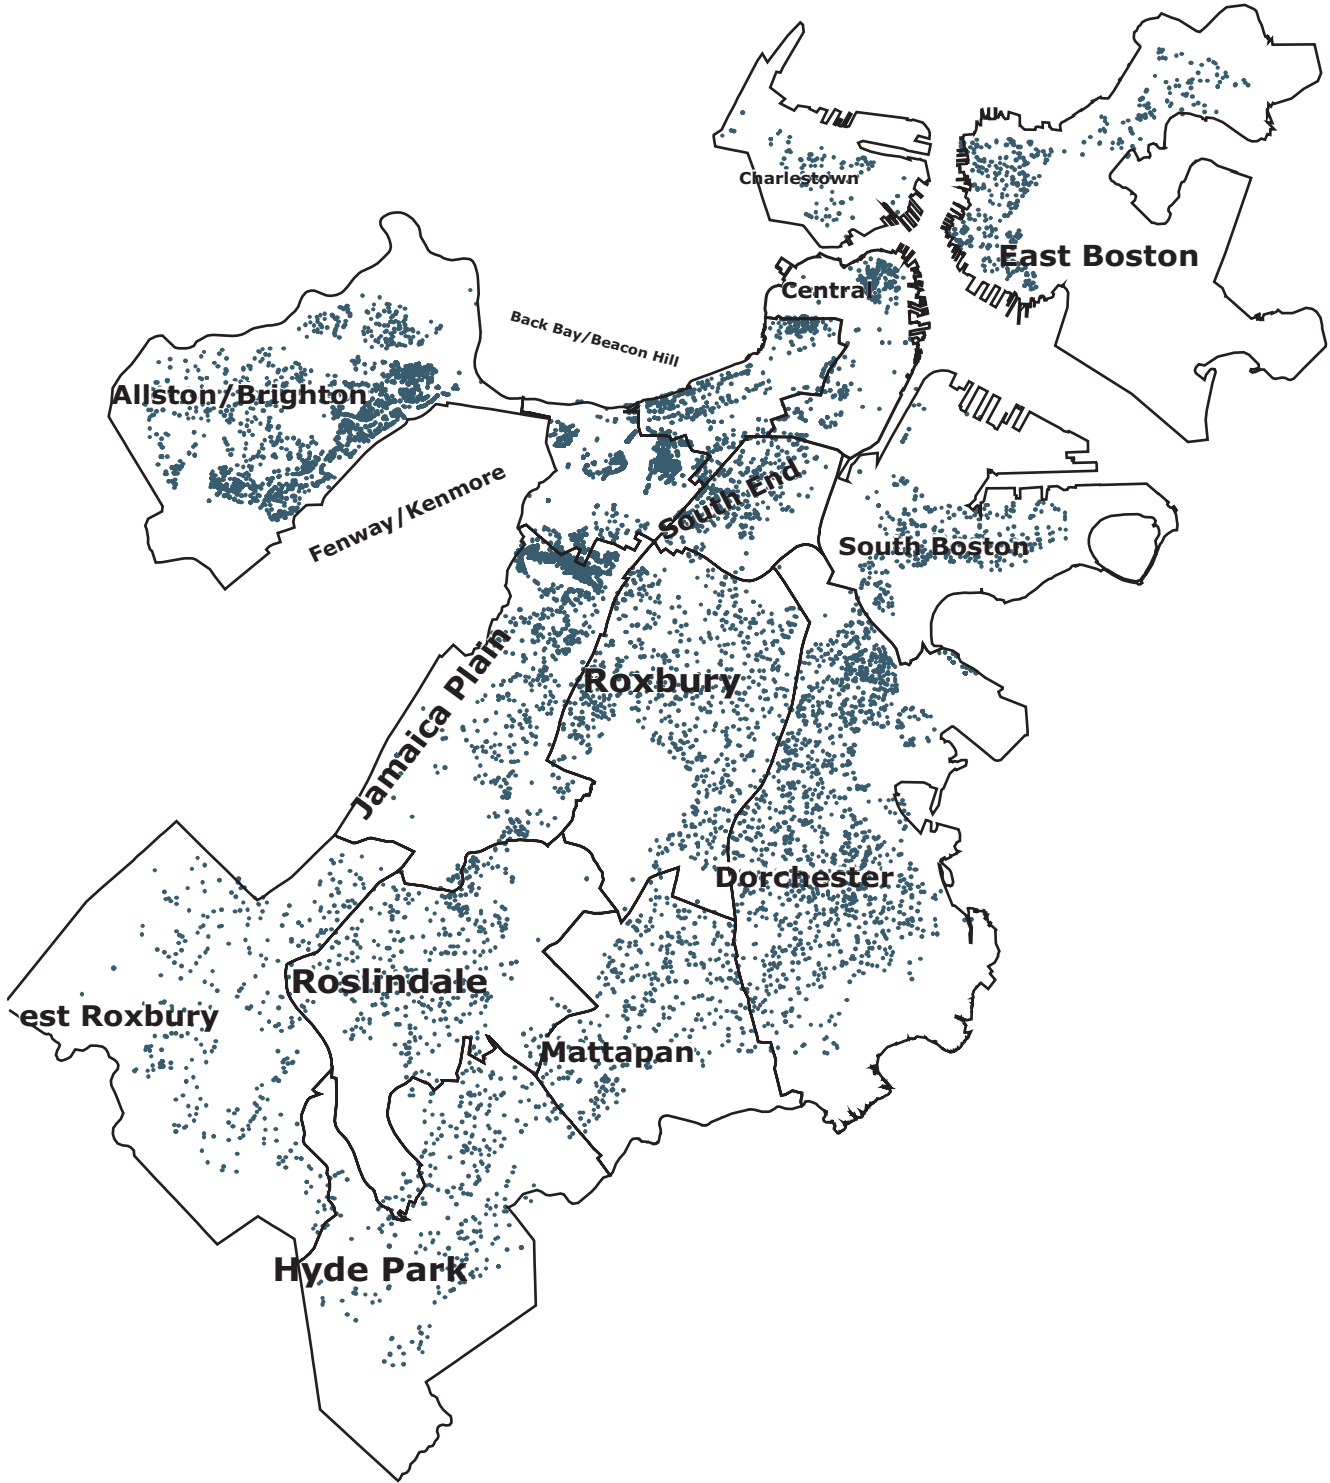 Charlestown
East Boston
Central
Back Bay/Beacon Hill
Allston/Brighton
South End
Fenway/Kenmore
South Boston
Jamaica Plain
Roxbury
Dorchester
Roslindale
est Roxbury
Mattapan
Hyde Park